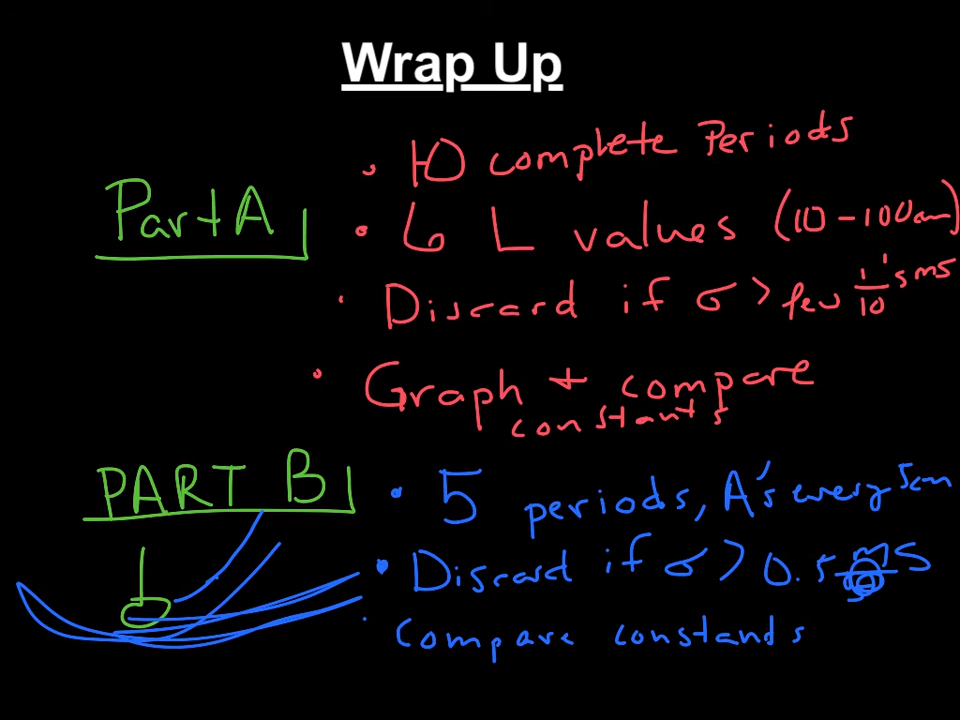 Wrap Up
Part A
• 10 complete Periods
• 6 L values (10-100cm)
• Discard if σ > few 1/10's ms
• Graph + compare
constants
PART B
• 5 periods, A's every 5cm
• Discard if σ > 0.5 ms
• Compare constants